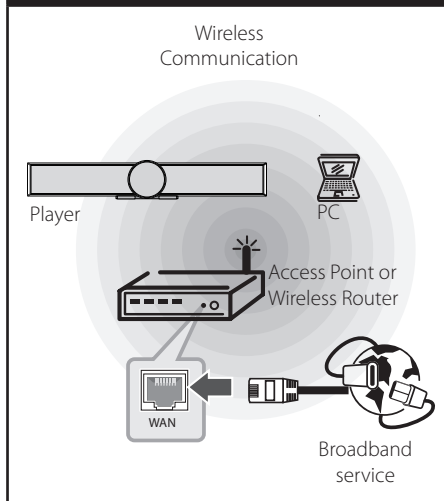 Wireless
Communication
Player
PC
Access Point or
Wireless Router
WAN
Broadband
service